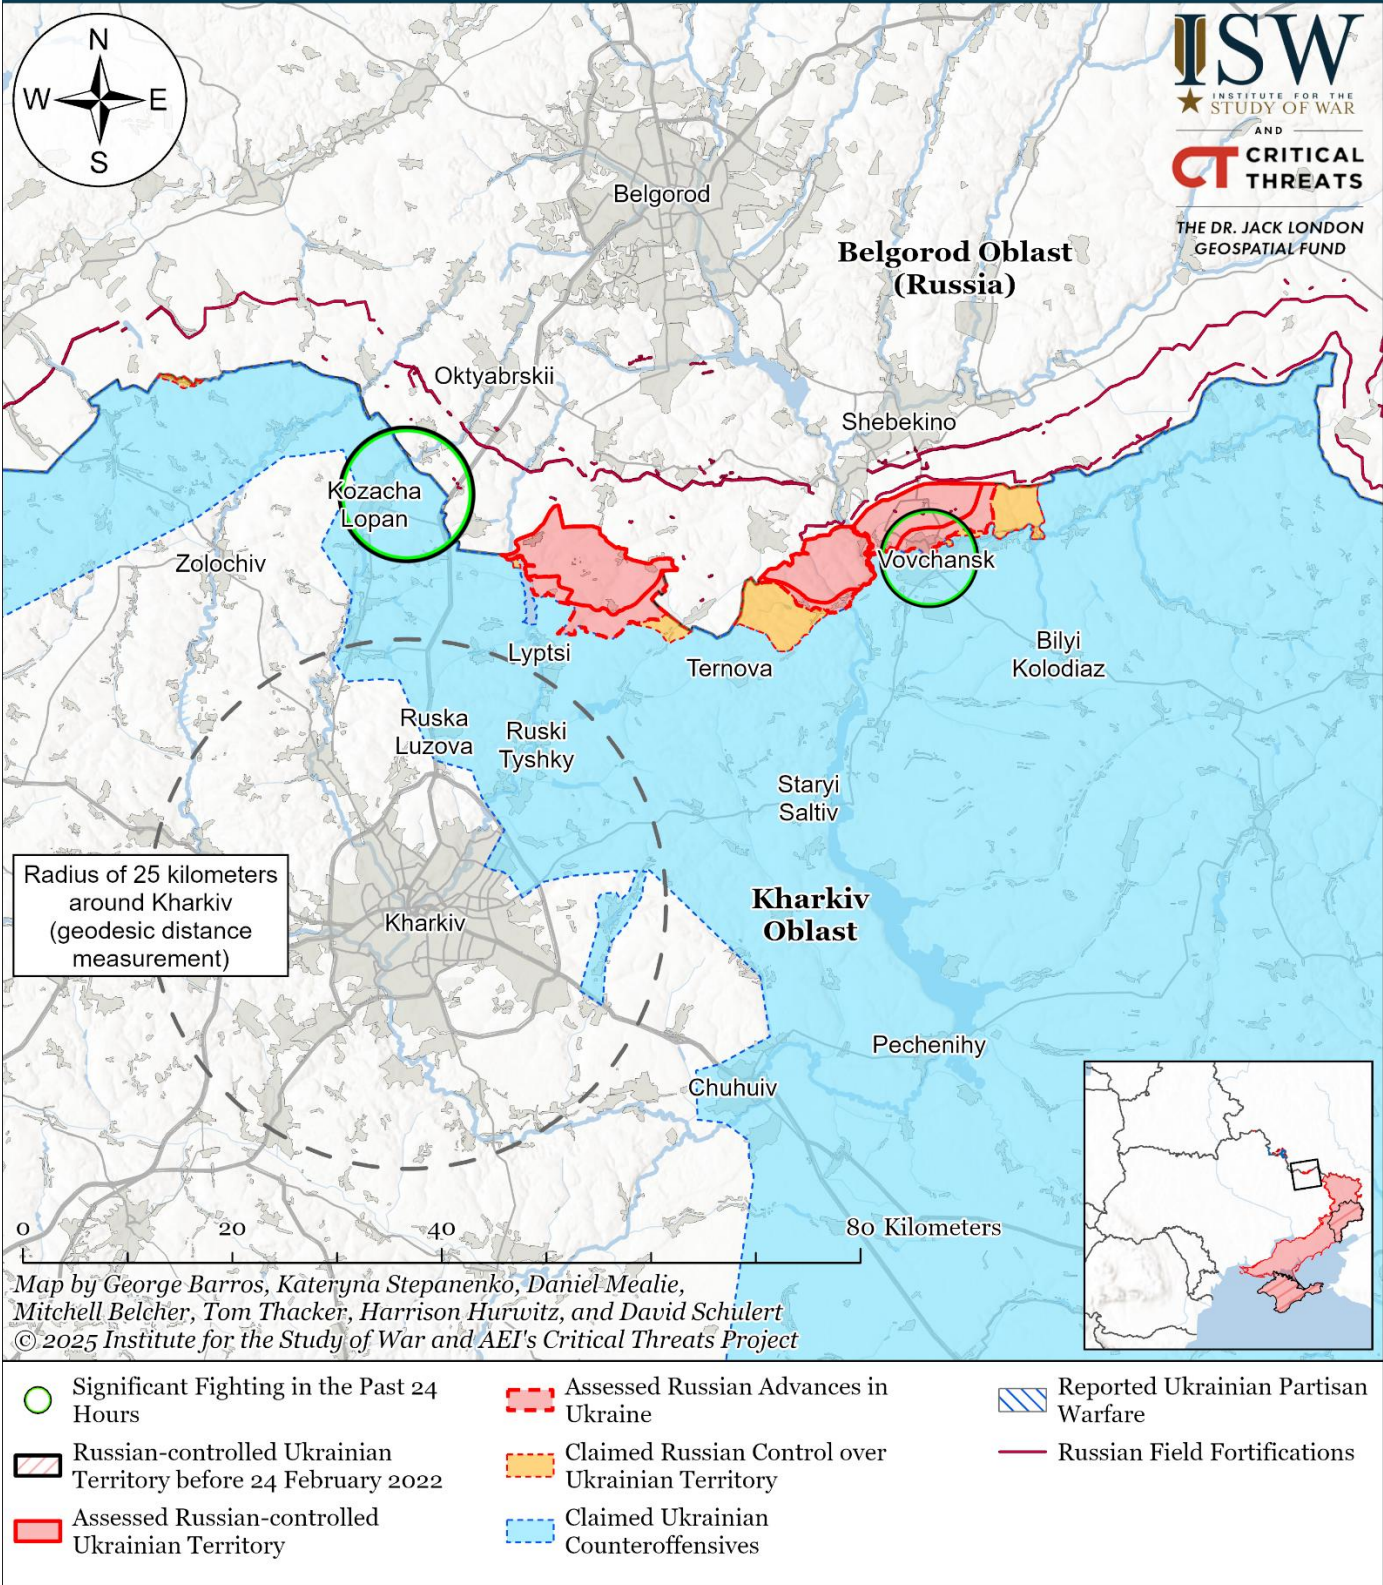 N
W
E
S
ISW
INSTITUTE FOR THE
STUDY OF WAR
AND
CT CRITICAL
THREATS
THE DR. JACK LONDON
GEOSPATIAL FUND
Belgorod
Belgorod Oblast
(Russia)
Oktyabrskii
Shebekino
Kozacha
Lopan
Zolochiv
Vovchansk
Lyptsi
Ternova
Bilyi
Kolodiaz
Ruska
Luzova
Ruski
Tyshky
Staryi
Saltiv
Radius of 25 kilometers
around Kharkiv
(geodesic distance
measurement)
Kharkiv
Kharkiv
Oblast
Pechenihy
Chuhuiv
0 20 40 80 Kilometers
Map by George Barros, Kateryna Stepanenko, Daniel Mealie,
Mitchell Belcher, Tom Thacker, Harrison Hurwitz, and David Schulert
© 2025 Institute for the Study of War and AEI's Critical Threats Project
Significant Fighting in the Past 24
Hours
Russian-controlled Ukrainian
Territory before 24 February 2022
Assessed Russian-controlled
Ukrainian Territory
Assessed Russian Advances in
Ukraine
Claimed Russian Control over
Ukrainian Territory
Claimed Ukrainian
Counteroffensives
Reported Ukrainian Partisan
Warfare
Russian Field Fortifications